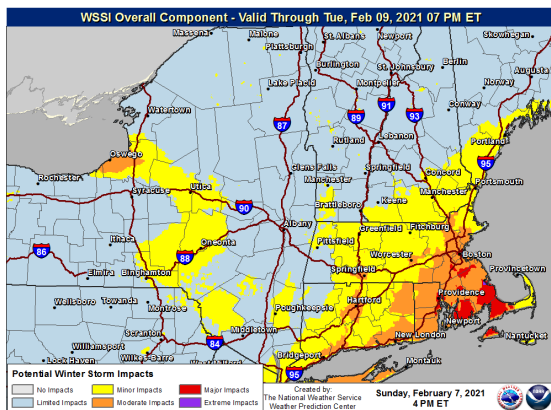 WSSI Overall Component - Valid Through Tue, Feb 09, 2021 07 PM ET
Massena Malone St. Albans Newport Skowhegan
Plattsburgh
Burlington St. Johnsbury Berlin Augusta
Lake Placid Montpelier Norway
Watertown 87 89 91 93 Conway
Rutland Lebanon Portland
Oswego 95
Rochester Glens Falls Springfield Concord
Syracuse Utica Manchester Manchester Portsmouth
90 Brattleboro Keene
Albany Greenfield Fitchburg
Ithaca Oneonta Pittsfield
86 88 Worcester Boston
Elmira Binghamton Springfield Provincetown
Wellsboro Towanda Montrose Poughkeepsie Hartford Providence
Newport
Scranton 84 Middletown New London Nantucket
Williamsport
Lock Haven Wilkes-Barre Bridgeport Montauk
95
Potential Winter Storm Impacts
No Impacts Minor Impacts Major Impacts
Limited Impacts Moderate Impacts Extreme Impacts
Created by:
The National Weather Service
Weather Prediction Center
Sunday, February 7, 2021
4 PM ET